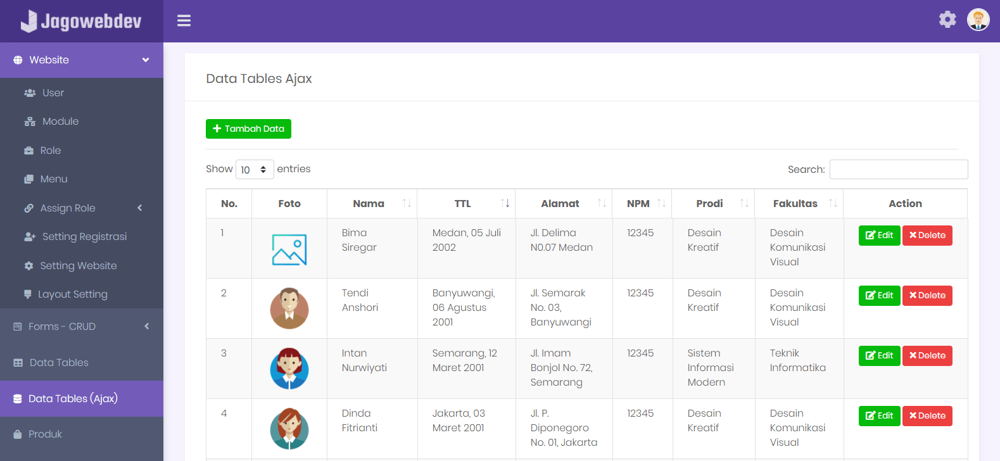 Jagowebdev
Website
User
Module
Role
Menu
Assign Role
Setting Registrasi
Setting Website
Layout Setting
Forms - CRUD
Data Tables
Data Tables (Ajax)
Produk
Data Tables Ajax
Tambah Data
Show 10 entries
Search:
No. Foto Nama TTL Alamat NPM Prodi Fakultas Action
1 Bima Medan, 05 Juli Jl. Delima 12345 Desain Desain Edit Delete
Siregar 2002 N0.07 Medan Kreatif Komunikasi
Visual
2 Tendi Banyuwangi, Jl. Semarak 12345 Desain Desain Edit Delete
Anshori 06 Agustus No. 03, Kreatif Komunikasi
2001 Banyuwangi Visual
3 Intan Semarang, 12 Jl. Imam 12345 Sistem Teknik Edit Delete
Nurwiyati Maret 2001 Bonjol No. 72, Informasi Informatika
Semarang Modern
4 Dinda Jakarta, 03 Jl. P. 12345 Desain Desain Edit Delete
Fitrianti Maret 2001 Diponegoro Kreatif Komunikasi
No. 01, Jakarta Visual